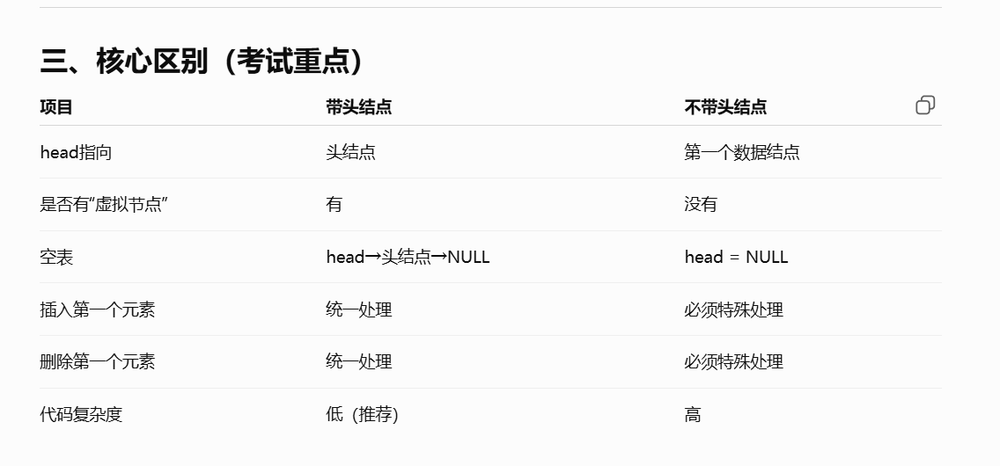 三、核心区别（考试重点）
项目 带头结点 不带头结点
head指向 头结点 第一个数据结点
是否有“虚拟节点” 有 没有
空表 head→头结点→NULL head = NULL
插入第一个元素 统一处理 必须特殊处理
删除第一个元素 统一处理 必须特殊处理
代码复杂度 低（推荐） 高